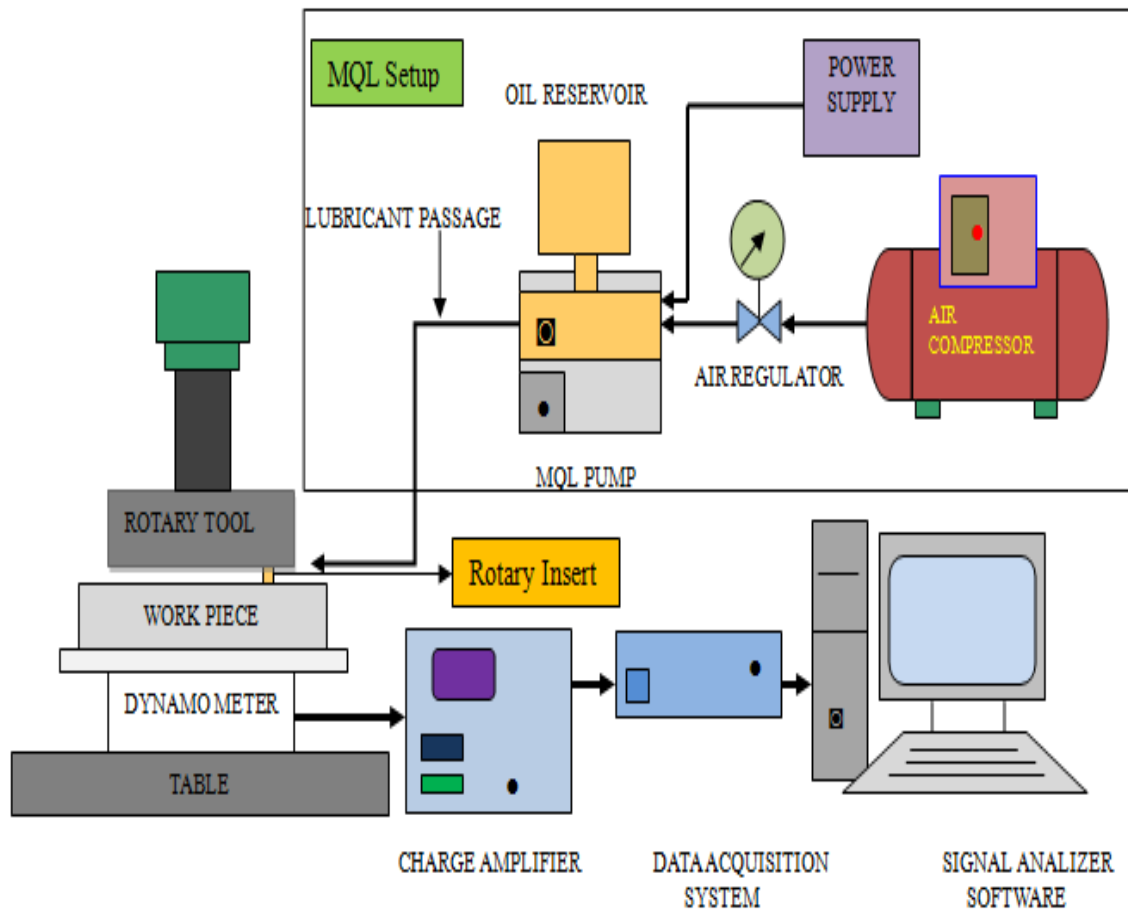 MQL Setup
OIL RESERVOIR
POWER
SUPPLY
LUBRICANT PASSAGE
AIR
COMPRESSOR
AIR REGULATOR
MQL PUMP
ROTARY TOOL
Rotary Insert
WORK PIECE
DYNAMO METER
TABLE
CHARGE AMPLIFIER
DATA ACQUISITION
SYSTEM
SIGNAL ANALIZER
SOFTWARE